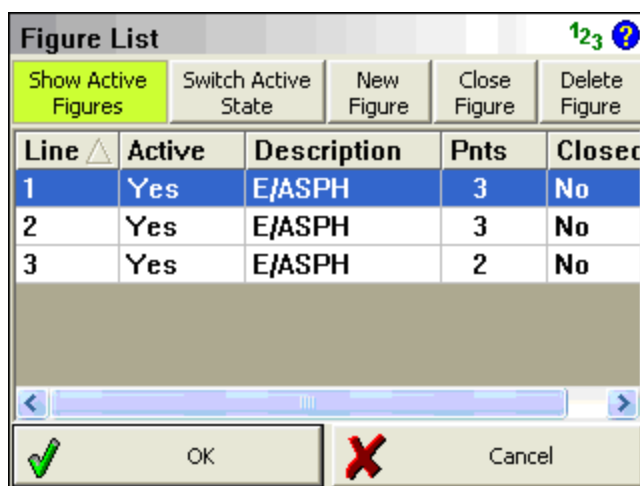 Figure List 123 ?
Show Active Figures Switch Active State New Figure Close Figure Delete Figure
Line Active Description Pnts Closed
1 Yes E/ASPH 3 No
2 Yes E/ASPH 3 No
3 Yes E/ASPH 2 No
OK Cancel